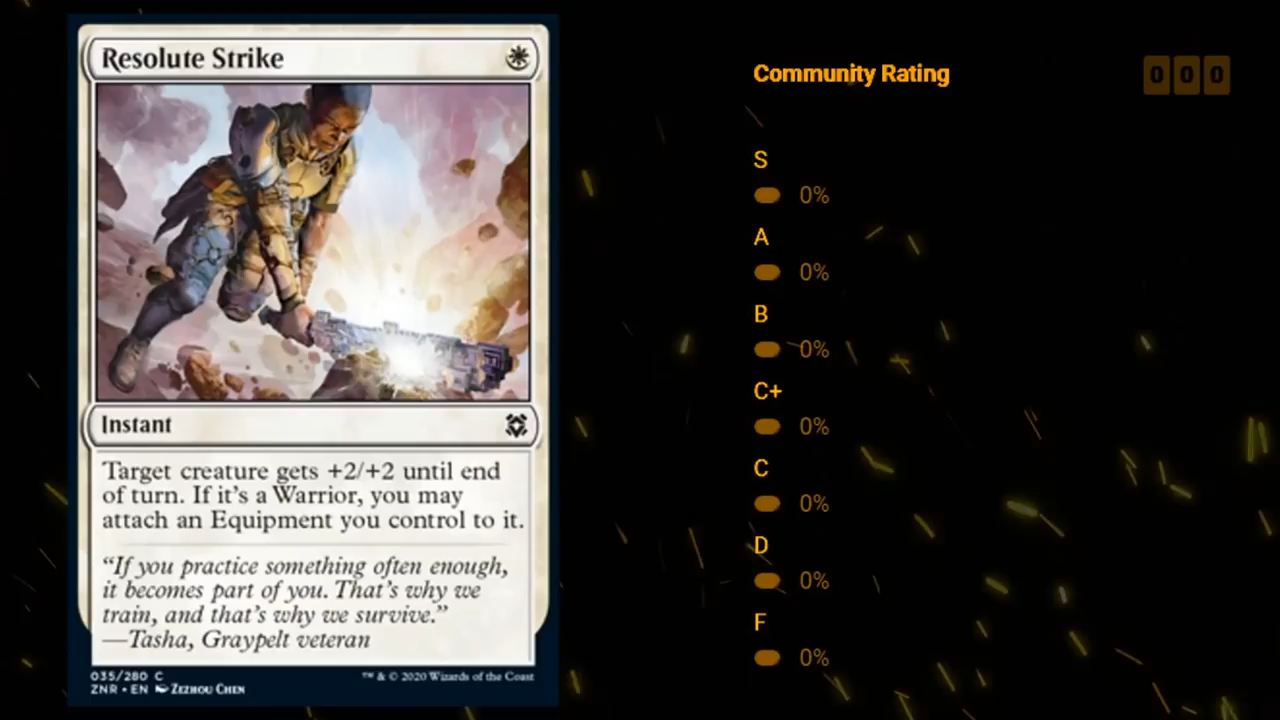 Resolute Strike
Instant
Target creature gets +2/+2 until end
of turn. If it's a Warrior, you may
attach an Equipment you control to it.
"If you practice something often enough,
it becomes part of you. That's why we
train, and that's why we survive."
—Tasha, Graypelt veteran
035/280 C
ZNR • EN Zezhou Chen
™ & © 2020 Wizards of the Coast
Community Rating
0 0 0
S
0%
A
0%
B
0%
C+
0%
C
0%
D
0%
F
0%